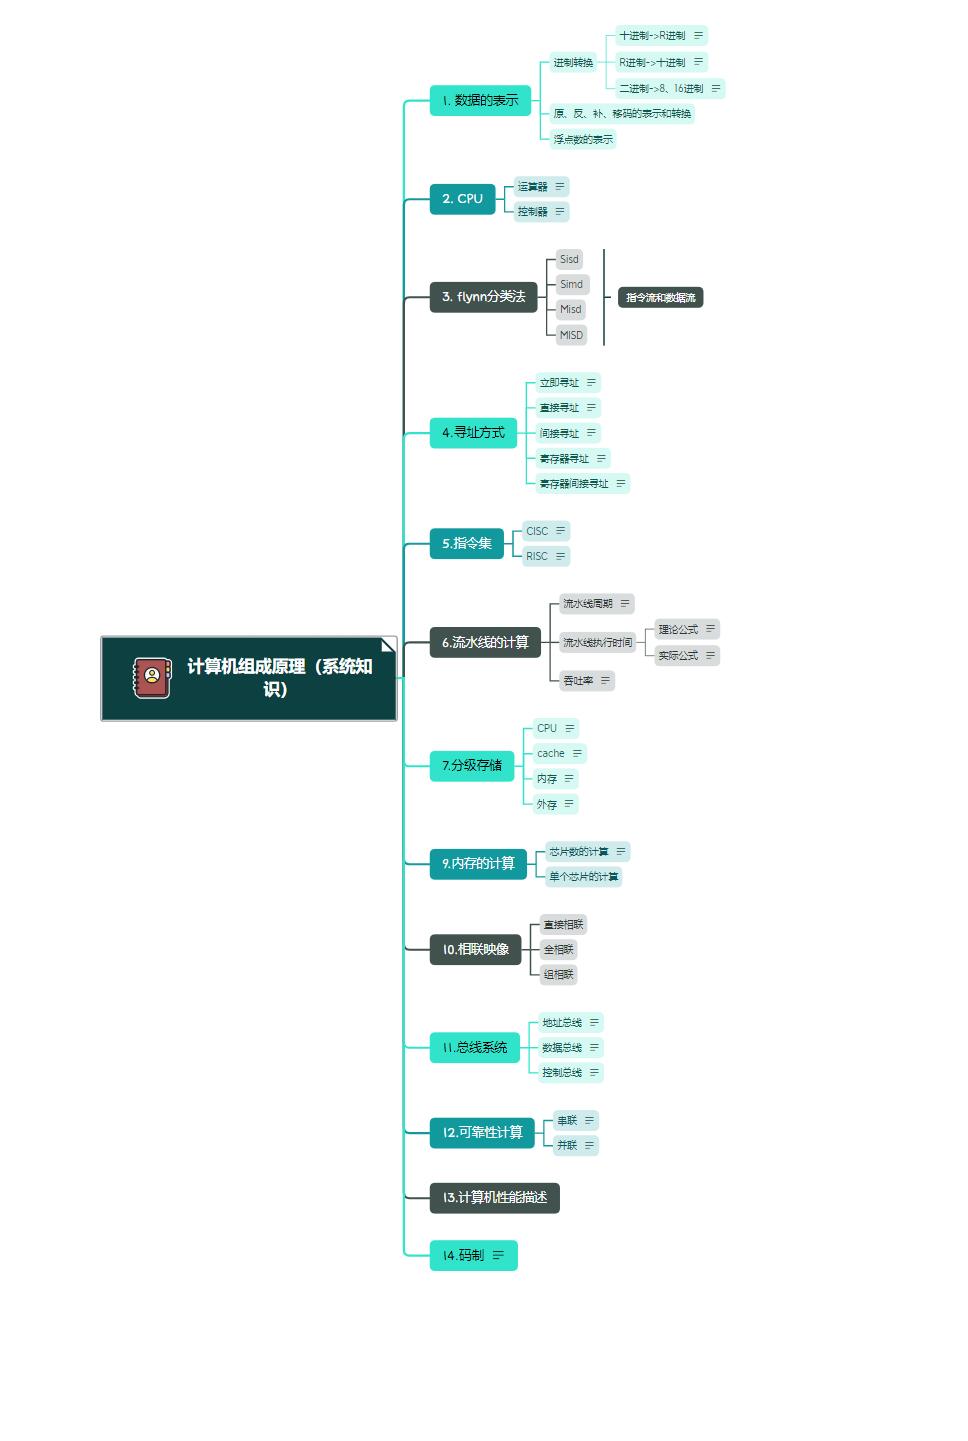 计算机组成原理（系统知
识）
1. 数据的表示
进制转换
十进制->R进制
R进制->十进制
二进制->8、16进制
原、反、补、移码的表示和转换
浮点数的表示
2. CPU
运算器
控制器
3. flynn分类法
Sisd
Simd
Misd
MISD
指令流和数据流
4.寻址方式
立即寻址
直接寻址
间接寻址
寄存器寻址
寄存器间接寻址
5.指令集
CISC
RISC
6.流水线的计算
流水线周期
流水线执行时间
理论公式
实际公式
吞吐率
7.分级存储
CPU
cache
内存
外存
9.内存的计算
芯片数的计算
单个芯片的计算
10.相联映像
直接相联
全相联
组相联
11.总线系统
地址总线
数据总线
控制总线
12.可靠性计算
串联
并联
13.计算机性能描述
14.码制